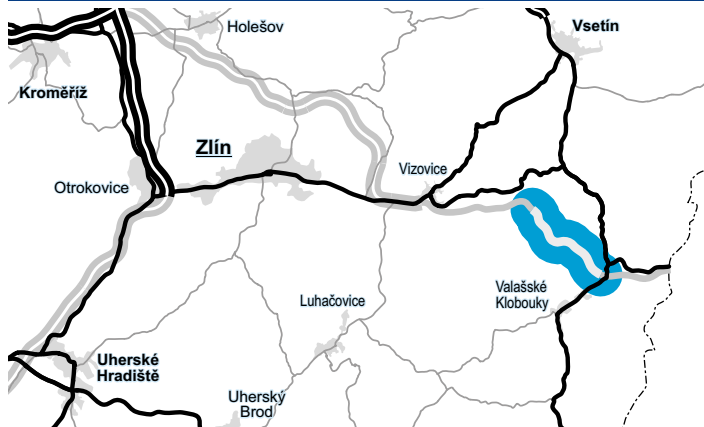 Holešov
Vsetín
Kroměříž
Zlín
Vizovice
Otrokovice
Valašské
Klobouky
Luhačovice
Uherské
Hradiště
Uherský
Brod